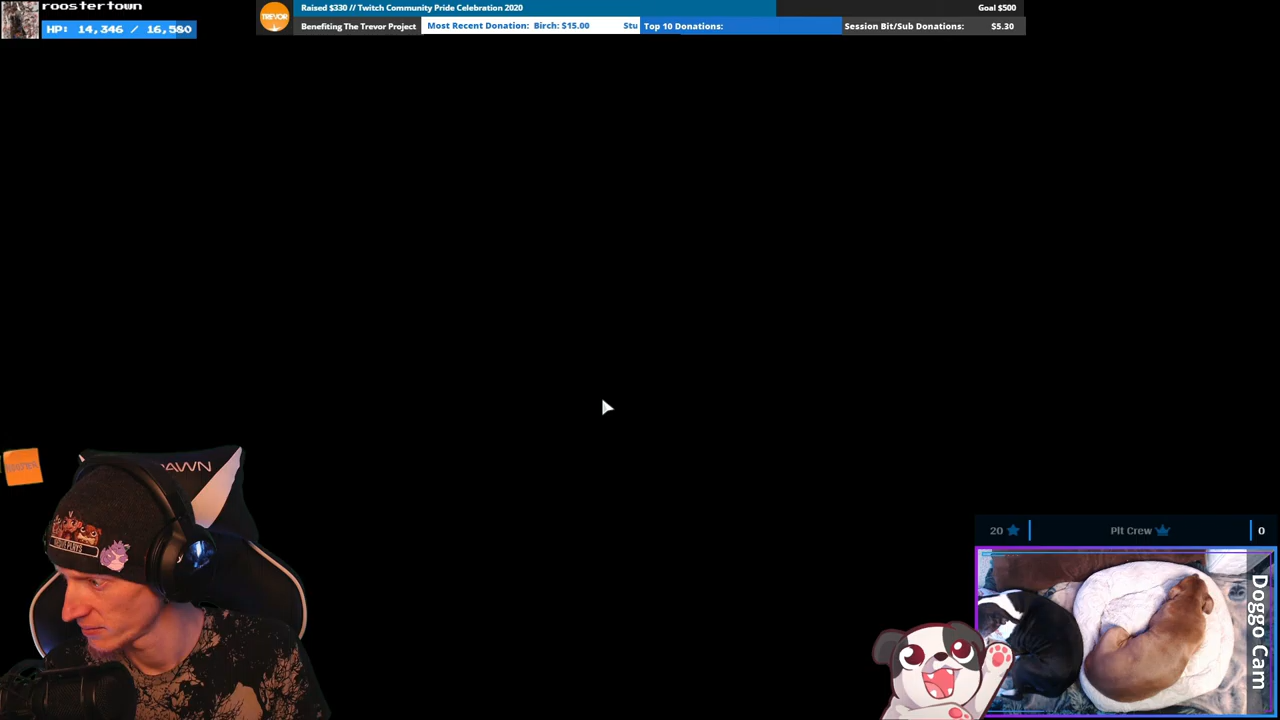 roostertown
HP: 14,346 / 16,580
TREVOR
Raised $330 // Twitch Community Pride Celebration 2020
Goal $500
Benefiting The Trevor Project
Most Recent Donation: Birch: $15.00
Stu
Top 10 Donations:
Session Bit/Sub Donations:
$5.30
AWN
20
Pit Crew
0
Doggo Cam